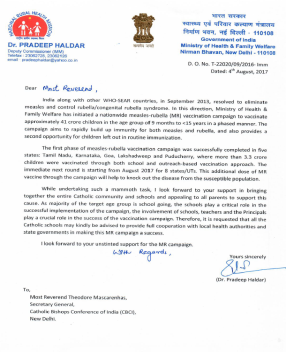 NATIONAL RURAL HEALTH MISSION
Dr. PRADEEP HALDAR
Deputy Commissioner (IMM)
Telefax : 23062728, 23062126
email : pradeephaldar@yahoo.co.in
भारत सरकार
स्वास्थ्य एवं परिवार कल्याण मंत्रालय
निर्माण भवन, नई दिल्ली - 110108
Government of India
Ministry of Health & Family Welfare
Nirman Bhavan, New Delhi - 110108
D. O. No. T-22020/09/2016- Imm
Dated: 4th August, 2017
Dear Most Reverend,
India along with other WHO-SEAR countries, in September 2013, resolved to eliminate
measles and control rubella/congenital rubella syndrome. In this direction, Ministry of Health &
Family Welfare has initiated a nationwide measles-rubella (MR) vaccination campaign to vaccinate
approximately 41 crore children in the age group of 9 months to <15 years in a phased manner. The
campaign aims to rapidly build up immunity for both measles and rubella, and also provides a
second opportunity for children left out in routine immunization.
The first phase of measles-rubella vaccination campaign was successfully completed in five
states; Tamil Nadu, Karnataka, Goa, Lakshadweep and Puducherry, where more than 3.3 crore
children were vaccinated through both school and outreach-based vaccination approach. The
immediate next round is starting from August 2017 for 8 states/UTs. This additional dose of MR
vaccine through the campaign will help to knock out the disease from the susceptible population.
While undertaking such a mammoth task, I look forward to your support in bringing
together the entire Catholic community and schools and appealing to all parents to support this
cause. As majority of the target age group is school going, the schools play a critical role in the
successful implementation of the campaign, the involvement of schools, teachers and the Principals
play a crucial role in the success of the vaccination campaign. Therefore, it is requested that all the
Catholic schools may kindly be advised to provide full cooperation with local health authorities and
state governments in making this MR campaign a success.
I look forward to your unstinted support for the MR campaign.
With Regards,
Yours sincerely
(Dr. Pradeep Haldar)
To,
Most Reverend Theodore Mascarenhas,
Secretary General,
Catholic Bishops Conference of India (CBCI),
New Delhi.